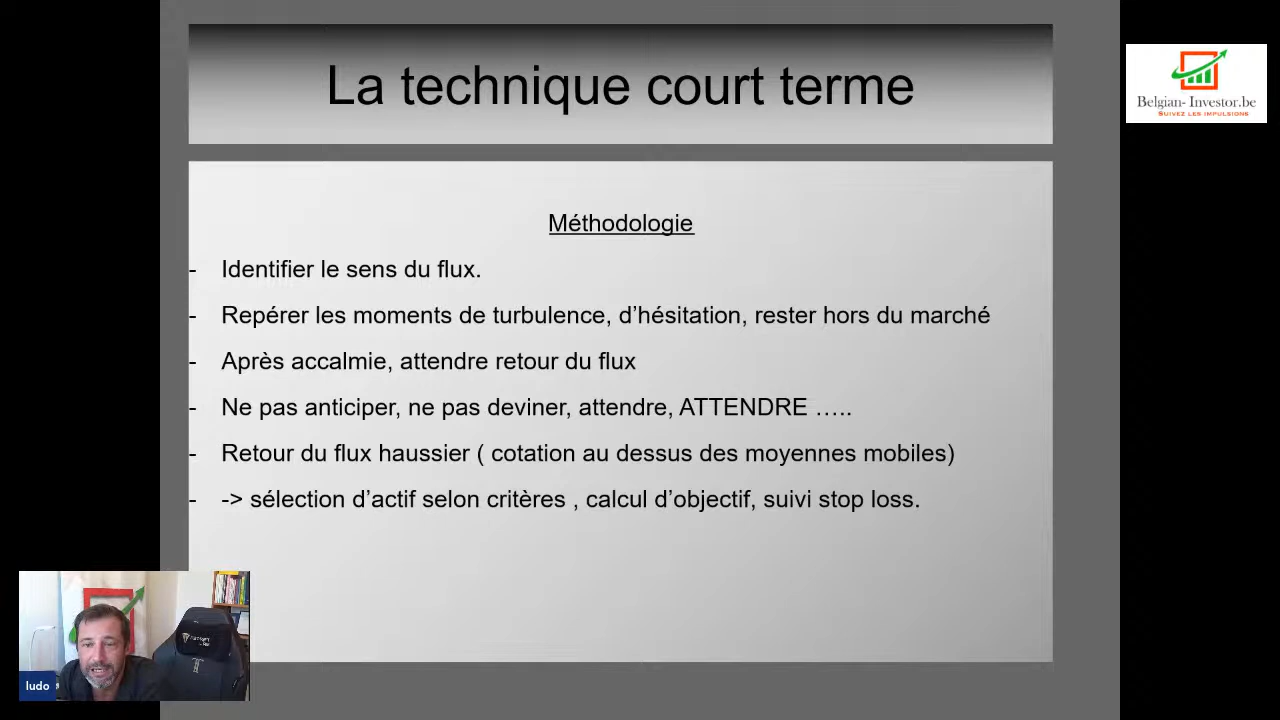 La technique court terme
Belgian- Investor.be
SUIVEZ LES IMPULSIONS
Méthodologie
- Identifier le sens du flux.
- Repérer les moments de turbulence, d’hésitation, rester hors du marché
- Après accalmie, attendre retour du flux
- Ne pas anticiper, ne pas deviner, attendre, ATTENDRE …..
- Retour du flux haussier ( cotation au dessus des moyennes mobiles)
- -> sélection d’actif selon critères , calcul d’objectif, suivi stop loss.
ludo